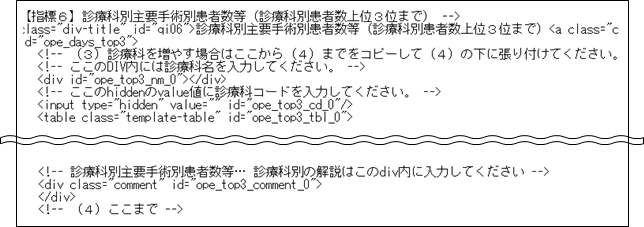 【指標６】診療科別主要手術別患者数等（診療科別患者数上位３位まで） -->
lass="div-title" id="qi06">診療科別主要手術別患者数等（診療科別患者数上位３位まで）<a class="c
d="ope_days_top3">
<!-- （３）診療科を増やす場合はここから（４）までをコピーして（４）の下に張り付けてください。
<!-- ここのDIV内には診療科名を入力してください。 -->
<div id="ope_top3_nm_0"></div>
<!-- ここのhiddenのvalue値に診療科コードを入力してください。 -->
<input type="hidden" value="" id="ope_top3_cd_0"/>
<table class="template-table" id="ope_top3_tbl_0">
<!-- 診療科別主要手術別患者数等… 診療科別の解説はこのdiv内に入力してください -->
<div class="comment" id="ope_top3_comment_0">
</div>
<!-- （４）ここまで -->